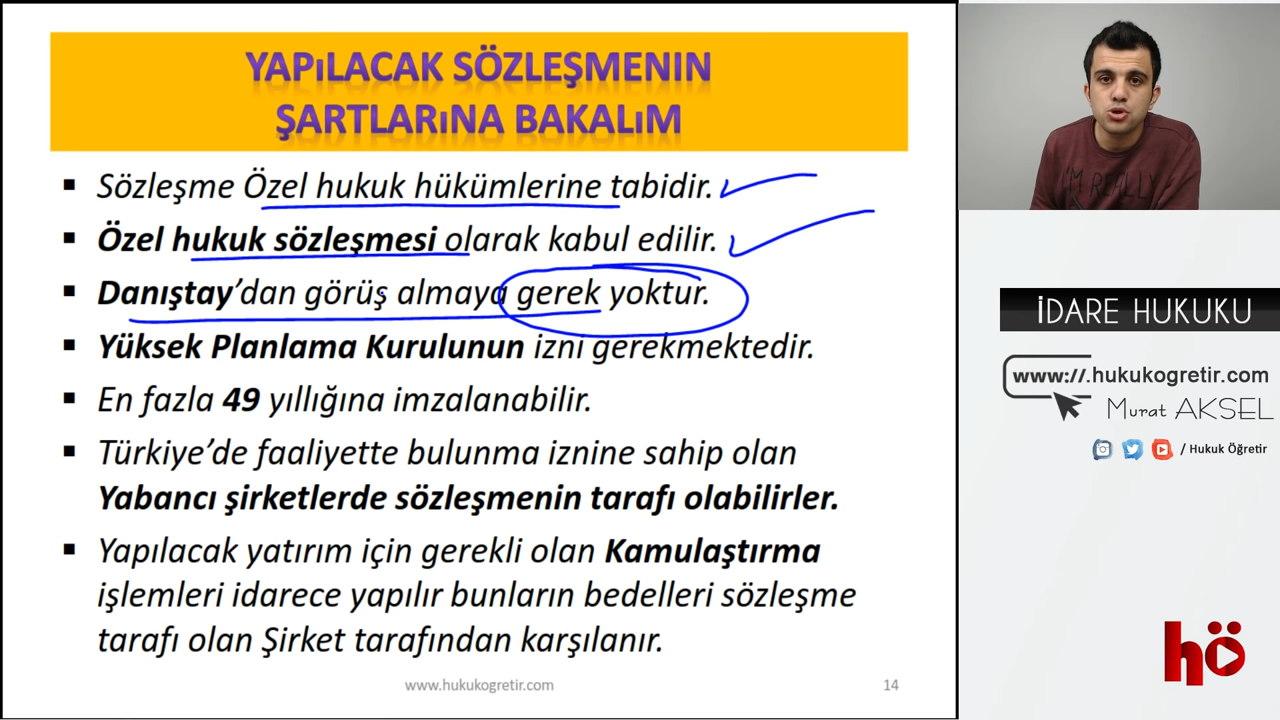 YAPıLACAK SÖZLEŞMENIN
ŞARTLARıNA BAKALıM
▪ Sözleşme Özel hukuk hükümlerine tabidir.
▪ Özel hukuk sözleşmesi olarak kabul edilir.
▪ Danıştay’dan görüş almaya gerek yoktur.
▪ Yüksek Planlama Kurulunun izni gerekmektedir.
▪ En fazla 49 yıllığına imzalanabilir.
▪ Türkiye’de faaliyette bulunma iznine sahip olan
Yabancı şirketlerde sözleşmenin tarafı olabilirler.
▪ Yapılacak yatırım için gerekli olan Kamulaştırma
işlemleri idarece yapılır bunların bedelleri sözleşme
tarafı olan Şirket tarafından karşılanır.
www.hukukogretir.com
14
I'M REALLY
İDARE HUKUKU
www://.hukukogretir.com
Murat AKSEL
/ Hukuk Öğretir
hö